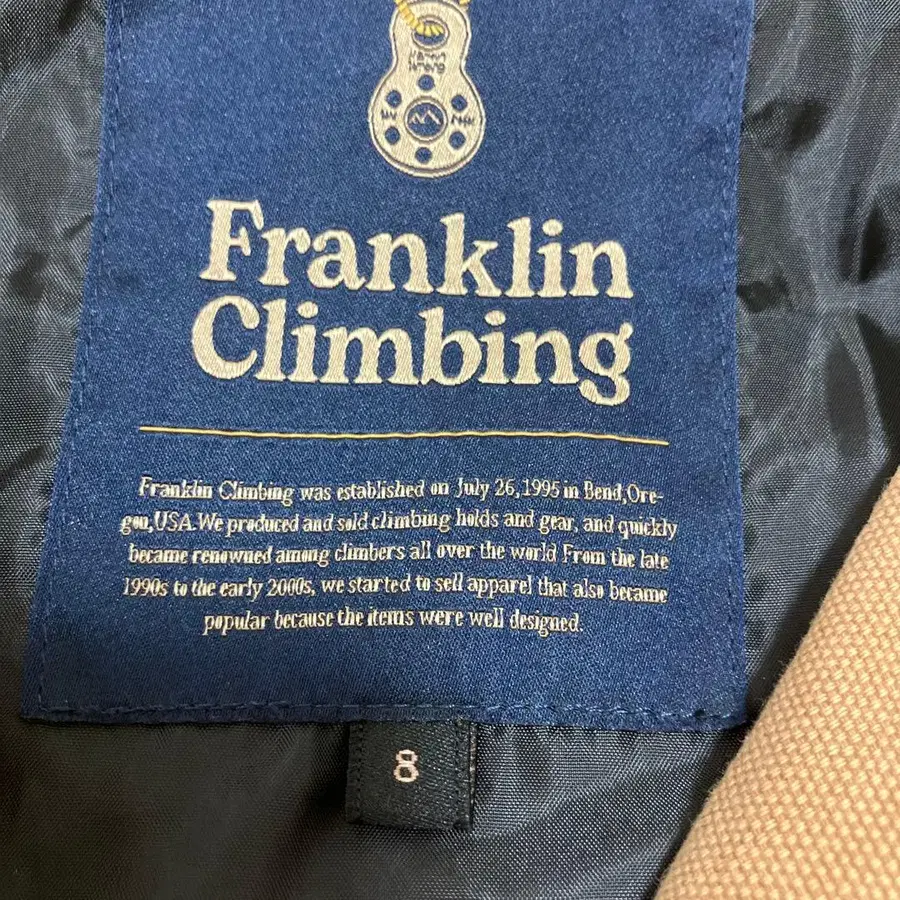 Franklin
Climbing
Franklin Climbing was established on July 26,1995 in Bend,Ore-
gon,USA.We produced and sold climbing holds and gear, and quickly
became renowned among climbers all over the world From the late
1990s to the early 2000s, we started to sell apparel that also became
popular because the items were well designed.
8